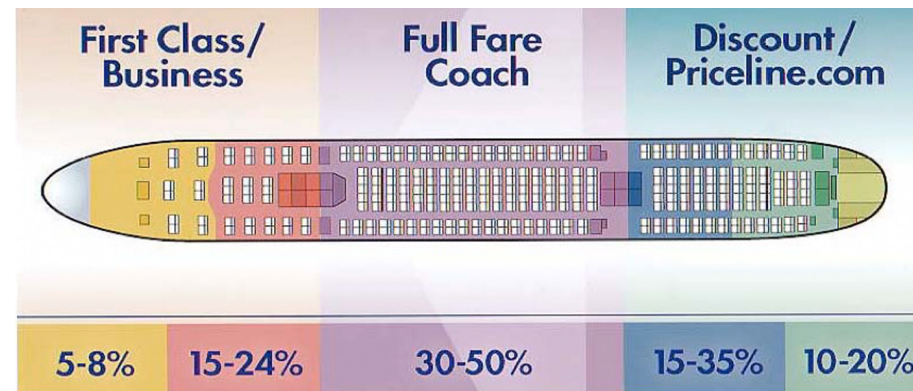 First Class/
Business
Full Fare
Coach
Discount/
Priceline.com
5-8%
15-24%
30-50%
15-35%
10-20%